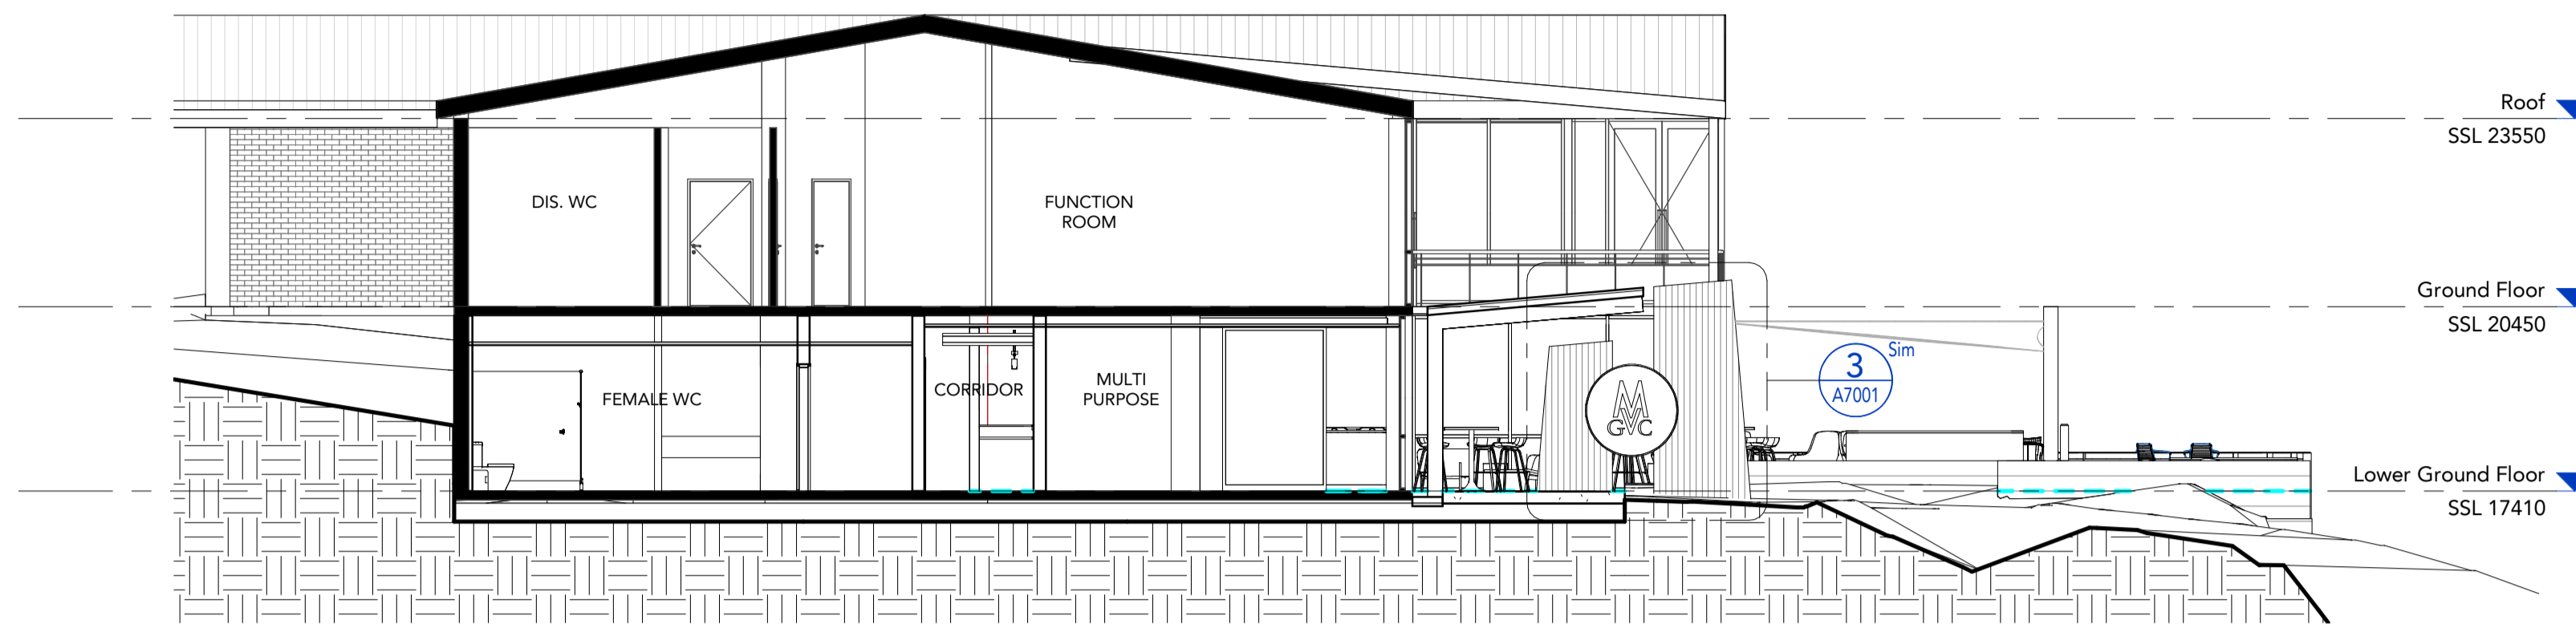 Roof
SSL 23550
DIS. WC
FUNCTION
ROOM
Ground Floor
SSL 20450
3
Sim
A7001
FEMALE WC
CORRIDOR
MULTI
PURPOSE
M
GVC
Lower Ground Floor
SSL 17410